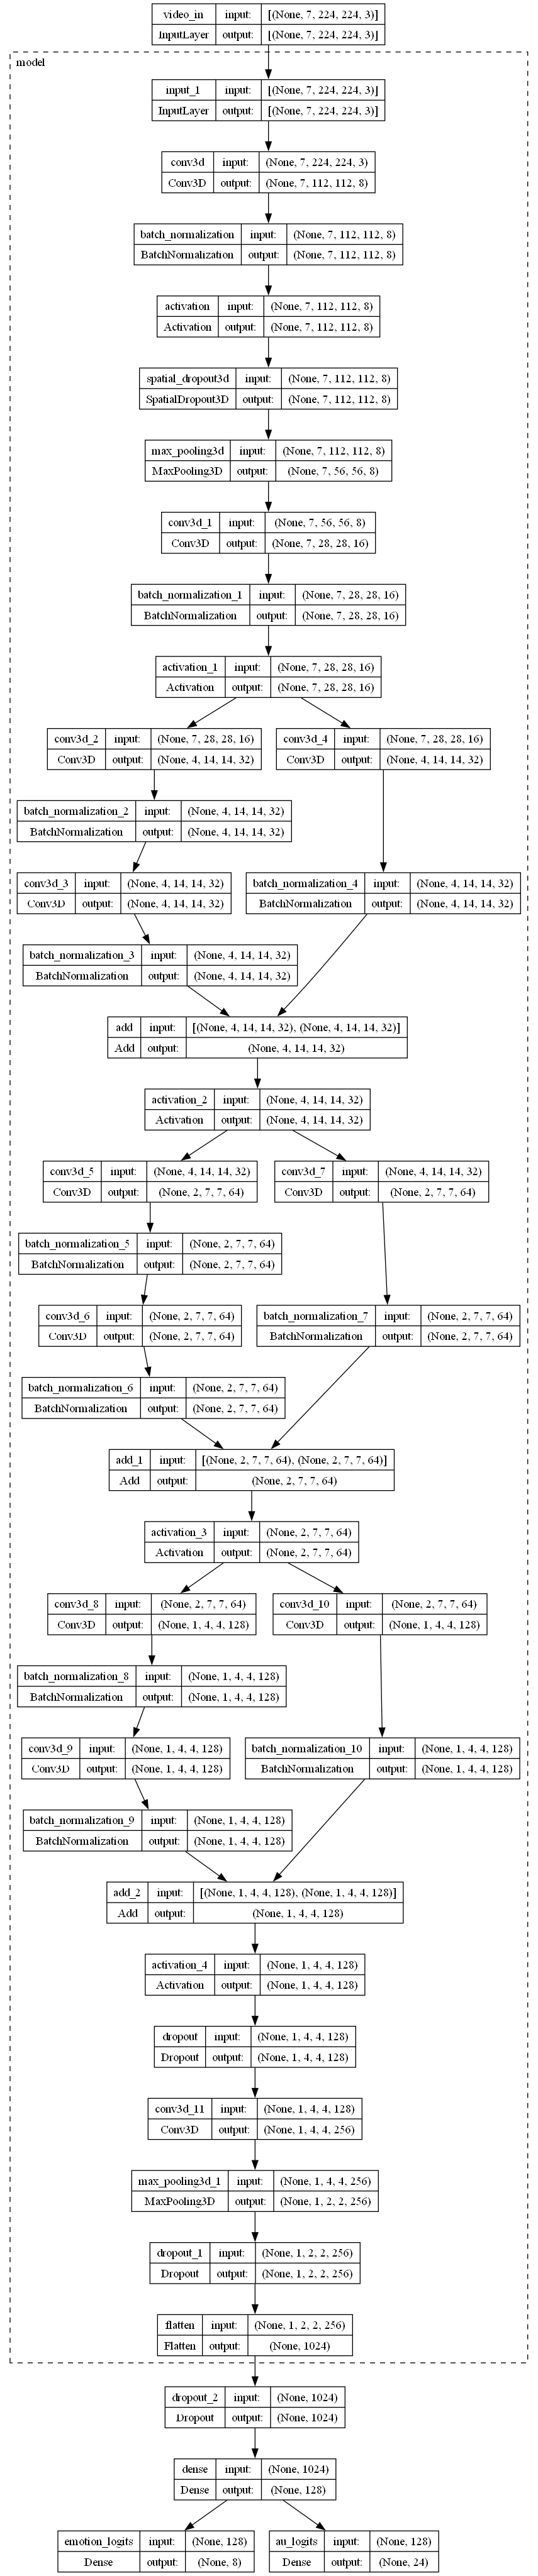 video_in input: [(None, 7, 224, 224, 3)]
InputLayer output: [(None, 7, 224, 224, 3)]
model
input_1 input: [(None, 7, 224, 224, 3)]
InputLayer output: [(None, 7, 224, 224, 3)]
conv3d input: (None, 7, 224, 224, 3)
Conv3D output: (None, 7, 112, 112, 8)
batch_normalization input: (None, 7, 112, 112, 8)
BatchNormalization output: (None, 7, 112, 112, 8)
activation input: (None, 7, 112, 112, 8)
Activation output: (None, 7, 112, 112, 8)
spatial_dropout3d input: (None, 7, 112, 112, 8)
SpatialDropout3D output: (None, 7, 112, 112, 8)
max_pooling3d input: (None, 7, 112, 112, 8)
MaxPooling3D output: (None, 7, 56, 56, 8)
conv3d_1 input: (None, 7, 56, 56, 8)
Conv3D output: (None, 7, 28, 28, 16)
batch_normalization_1 input: (None, 7, 28, 28, 16)
BatchNormalization output: (None, 7, 28, 28, 16)
activation_1 input: (None, 7, 28, 28, 16)
Activation output: (None, 7, 28, 28, 16)
conv3d_2 input: (None, 7, 28, 28, 16)
Conv3D output: (None, 4, 14, 14, 32)
conv3d_4 input: (None, 7, 28, 28, 16)
Conv3D output: (None, 4, 14, 14, 32)
batch_normalization_2 input: (None, 4, 14, 14, 32)
BatchNormalization output: (None, 4, 14, 14, 32)
conv3d_3 input: (None, 4, 14, 14, 32)
Conv3D output: (None, 4, 14, 14, 32)
batch_normalization_4 input: (None, 4, 14, 14, 32)
BatchNormalization output: (None, 4, 14, 14, 32)
batch_normalization_3 input: (None, 4, 14, 14, 32)
BatchNormalization output: (None, 4, 14, 14, 32)
add input: [(None, 4, 14, 14, 32), (None, 4, 14, 14, 32)]
Add output: (None, 4, 14, 14, 32)
activation_2 input: (None, 4, 14, 14, 32)
Activation output: (None, 4, 14, 14, 32)
conv3d_5 input: (None, 4, 14, 14, 32)
Conv3D output: (None, 2, 7, 7, 64)
conv3d_7 input: (None, 4, 14, 14, 32)
Conv3D output: (None, 2, 7, 7, 64)
batch_normalization_5 input: (None, 2, 7, 7, 64)
BatchNormalization output: (None, 2, 7, 7, 64)
conv3d_6 input: (None, 2, 7, 7, 64)
Conv3D output: (None, 2, 7, 7, 64)
batch_normalization_7 input: (None, 2, 7, 7, 64)
BatchNormalization output: (None, 2, 7, 7, 64)
batch_normalization_6 input: (None, 2, 7, 7, 64)
BatchNormalization output: (None, 2, 7, 7, 64)
add_1 input: [(None, 2, 7, 7, 64), (None, 2, 7, 7, 64)]
Add output: (None, 2, 7, 7, 64)
activation_3 input: (None, 2, 7, 7, 64)
Activation output: (None, 2, 7, 7, 64)
conv3d_8 input: (None, 2, 7, 7, 64)
Conv3D output: (None, 1, 4, 4, 128)
conv3d_10 input: (None, 2, 7, 7, 64)
Conv3D output: (None, 1, 4, 4, 128)
batch_normalization_8 input: (None, 1, 4, 4, 128)
BatchNormalization output: (None, 1, 4, 4, 128)
conv3d_9 input: (None, 1, 4, 4, 128)
Conv3D output: (None, 1, 4, 4, 128)
batch_normalization_10 input: (None, 1, 4, 4, 128)
BatchNormalization output: (None, 1, 4, 4, 128)
batch_normalization_9 input: (None, 1, 4, 4, 128)
BatchNormalization output: (None, 1, 4, 4, 128)
add_2 input: [(None, 1, 4, 4, 128), (None, 1, 4, 4, 128)]
Add output: (None, 1, 4, 4, 128)
activation_4 input: (None, 1, 4, 4, 128)
Activation output: (None, 1, 4, 4, 128)
dropout input: (None, 1, 4, 4, 128)
Dropout output: (None, 1, 4, 4, 128)
conv3d_11 input: (None, 1, 4, 4, 128)
Conv3D output: (None, 1, 4, 4, 256)
max_pooling3d_1 input: (None, 1, 4, 4, 256)
MaxPooling3D output: (None, 1, 2, 2, 256)
dropout_1 input: (None, 1, 2, 2, 256)
Dropout output: (None, 1, 2, 2, 256)
flatten input: (None, 1, 2, 2, 256)
Flatten output: (None, 1024)
dropout_2 input: (None, 1024)
Dropout output: (None, 1024)
dense input: (None, 1024)
Dense output: (None, 128)
emotion_logits input: (None, 128)
Dense output: (None, 8)
au_logits input: (None, 128)
Dense output: (None, 24)